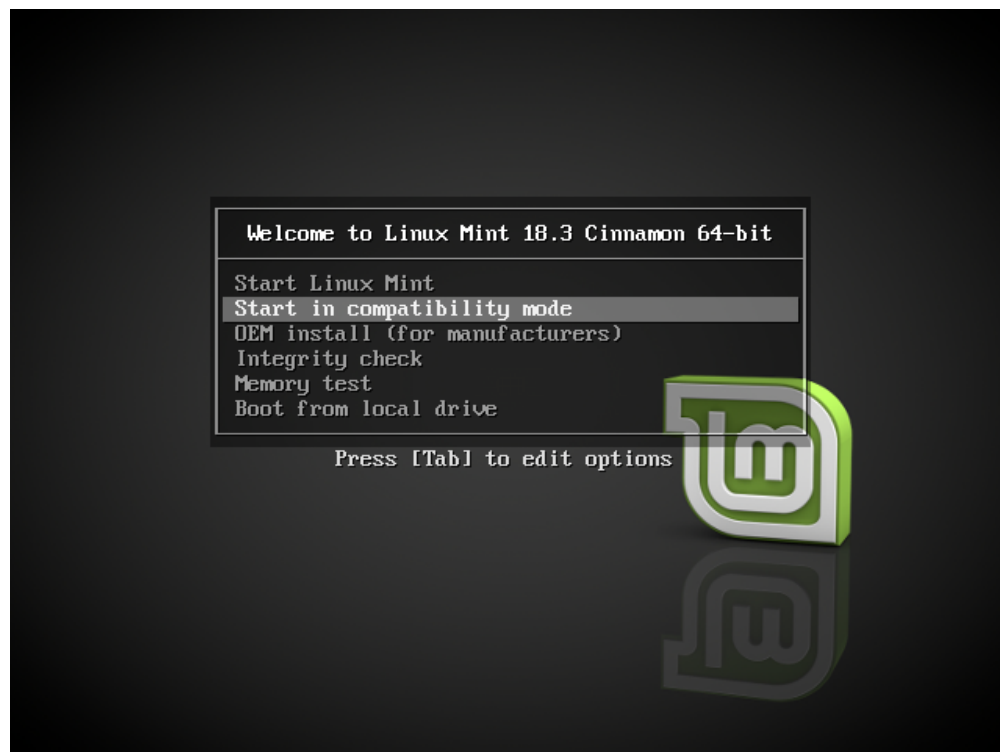 Welcome to Linux Mint 18.3 Cinnamon 64-bit
Start Linux Mint
Start in compatibility mode
OEM install (for manufacturers)
Integrity check
Memory test
Boot from local drive
Press [Tab] to edit options